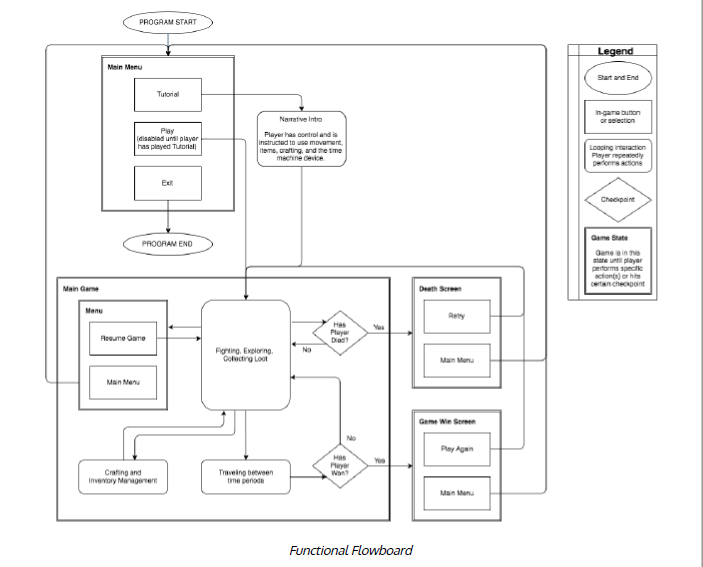 PROGRAM START
Main Menu
Tutorial
Play
(disabled until player
has played Tutorial)
Exit
PROGRAM END
Narrative Intro
Player has control and is
instructed to use movement,
items, crafting, and the time
machine device.
Legend
Start and End
In-game button
or selection
Looping interaction
Player repeatedly
performs actions
Checkpoint
Game State
Game is in this
state until player
performs specific
action(s) or hits
certain checkpoint
Main Game
Menu
Resume Game
Main Menu
Fighting, Exploring,
Collecting Loot
Has
Player
Died?
Yes
No
Death Screen
Retry
Main Menu
Crafting and
Inventory Management
Traveling between
time periods
No
Has
Player
Won?
Yes
Game Win Screen
Play Again
Main Menu
Functional Flowboard